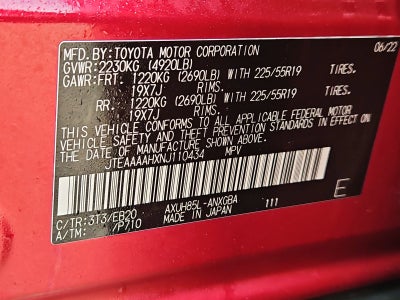 MFD. BY: TOYOTA MOTOR CORPORATION 06/22
GVWR: 2230KG (4920LB)
GAWR: FRT. 1220KG (2690LB) WITH 225/55R19 TIRES.
19X7J RIMS.
RR. 1220KG (2690LB) WITH 225/55R19 TIRES.
19X7J RIMS.
THIS VEHICLE CONFORMS TO ALL APPLICABLE FEDERAL MOTOR
VEHICLE SAFETY AND THEFT PREVENTION STANDARDS IN EFFECT
ON THE DATE OF MANUFACTURE SHOWN ABOVE.
JTEAAAAHXNJ110434 MPV
C/TR: 3T3/EB20 AXUH85L-ANXGBA 111 E
A/TM: /P710 MADE IN JAPAN